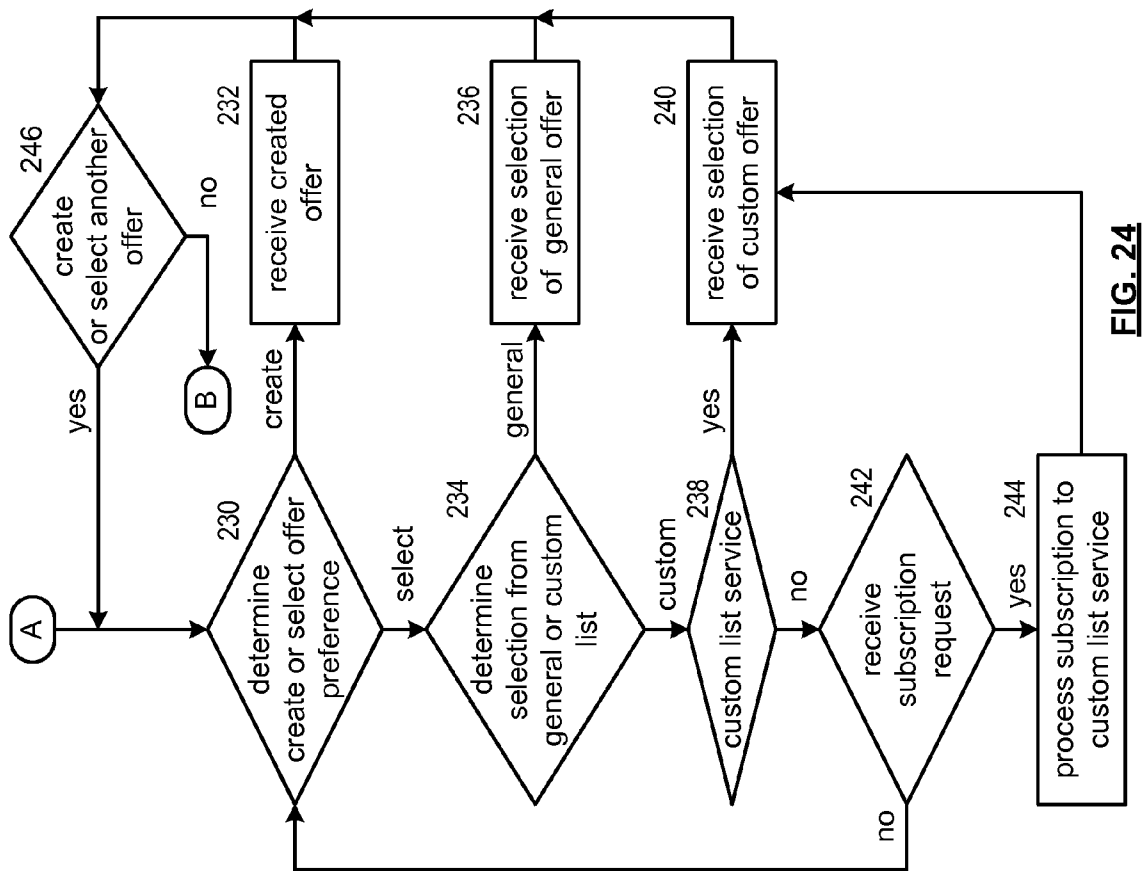 A
246
create
or select another
offer
yes
no
B
230
determine
create or select offer
preference
create
232
receive created
offer
select
234
determine
selection from
general or custom
list
general
236
receive selection
of general offer
custom
238
custom list service
yes
240
receive selection
of custom offer
no
242
receive
subscription
request
no
yes
244
process subscription to
custom list service
FIG. 24